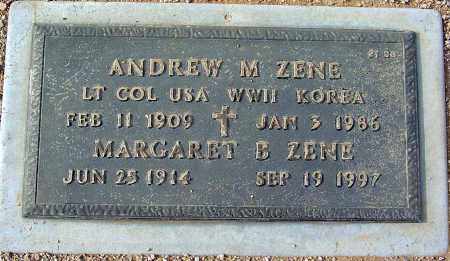 ANDREW M ZENE
LT COL USA WWII KOREA
FEB 11 1909 JAN 3 1986
MARGARET B ZENE
JUN 25 1914 SEP 19 1997